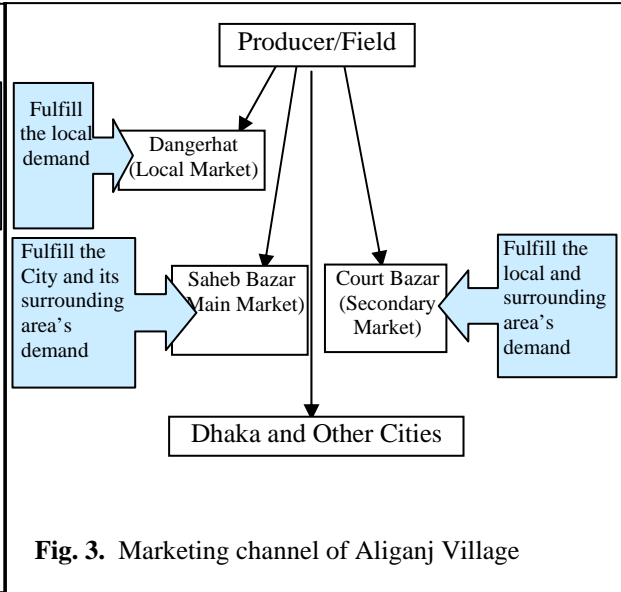 Producer/Field
Fulfill
the local
demand
Dangerhat
(Local Market)
Fulfill the
City and its
surrounding
area’s
demand
Saheb Bazar
(Main Market)
Court Bazar
(Secondary
Market)
Fulfill the
local and
surrounding
area’s
demand
Dhaka and Other Cities
Fig. 3. Marketing channel of Aliganj Village